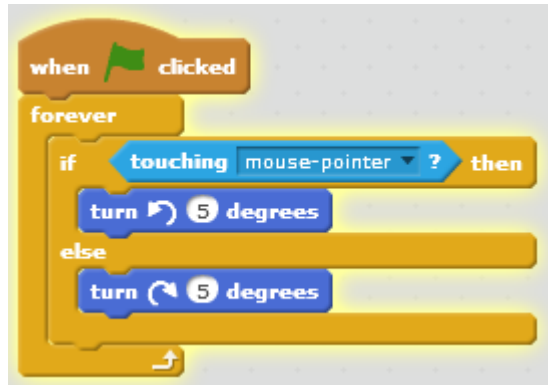 when clicked
forever
if touching mouse-pointer ? then
turn 5 degrees
else
turn 5 degrees